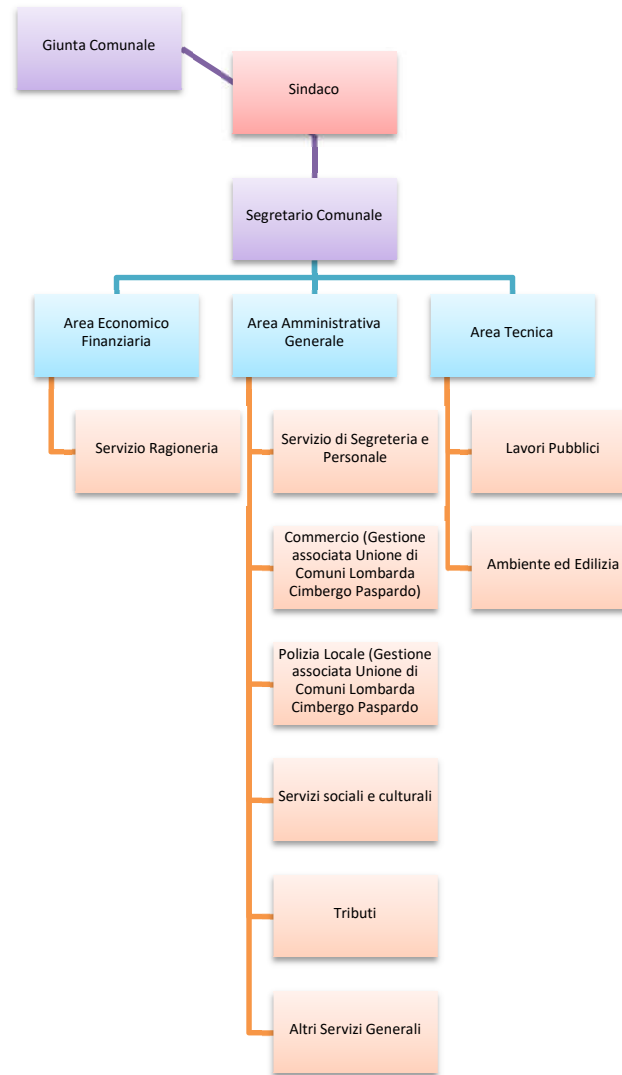 Giunta Comunale
Sindaco
Segretario Comunale
Area Economico
Finanziaria
Area Amministrativa
Generale
Area Tecnica
Servizio Ragioneria
Servizio di Segreteria e
Personale
Lavori Pubblici
Commercio (Gestione
associata Unione di
Comuni Lombarda
Cimbergo Paspardo)
Ambiente ed Edilizia
Polizia Locale (Gestione
associata Unione di
Comuni Lombarda
Cimbergo Paspardo
Servizi sociali e culturali
Tributi
Altri Servizi Generali